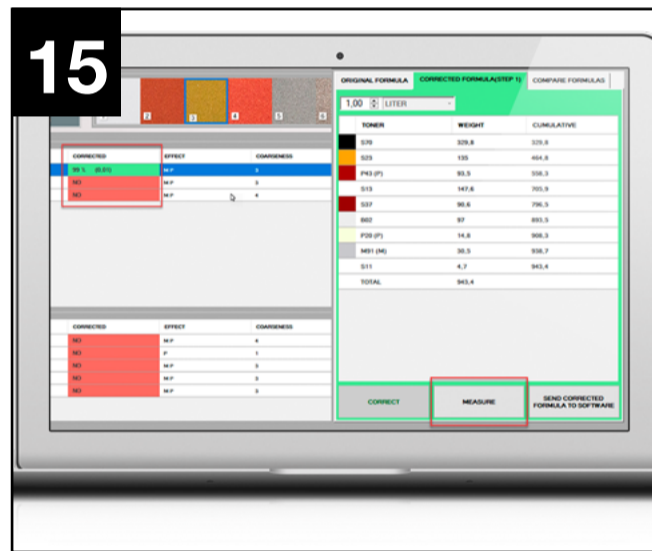 15
1 2 3 4 5 6
ORIGINAL FORMULA CORRECTED FORMULA(STEP 1) COMPARE FORMULAS
1,00 LITER
TONER WEIGHT CUMULATIVE
S70 329,8 329,8
S25 135 464,8
P43 (P) 93,5 558,3
S13 147,6 705,9
S37 90,6 796,5
B02 97 893,5
P20 (P) 14,8 908,3
M91 (M) 30,5 938,7
S11 4,7 943,4
TOTAL 943,4
CORRECTED EFFECT COARSENESS
99 % (0,01) M P 3
NO M P 3
NO M P 4
CORRECTED EFFECT COARSENESS
NO M P 4
NO P 1
NO M P 3
NO M P 3
NO M P 3
CORRECT MEASURE SEND CORRECTED
FORMULA TO SOFTWARE